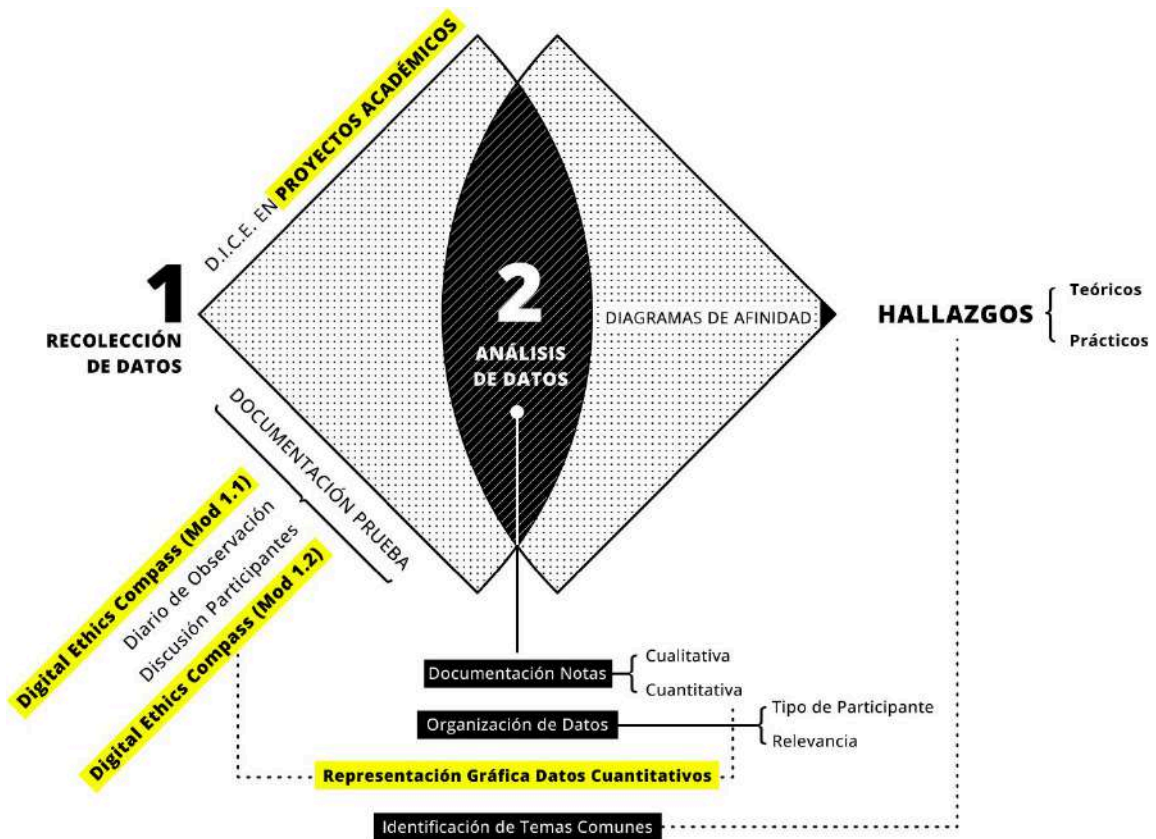 D.I.C.E. EN PROYECTOS ACADÉMICOS
1
RECOLECCIÓN
DE DATOS
2
ANÁLISIS
DE DATOS
DIAGRAMAS DE AFINIDAD
HALLAZGOS
Teóricos
Prácticos
DOCUMENTACIÓN PRUEBA
Digital Ethics Compass (Mod 1.1)
Diario de Observación
Discusión Participantes
Digital Ethics Compass (Mod 1.2)
Documentación Notas
Cualitativa
Cuantitativa
Organización de Datos
Tipo de Participante
Relevancia
Representación Gráfica Datos Cuantitativos
Identificación de Temas Comunes